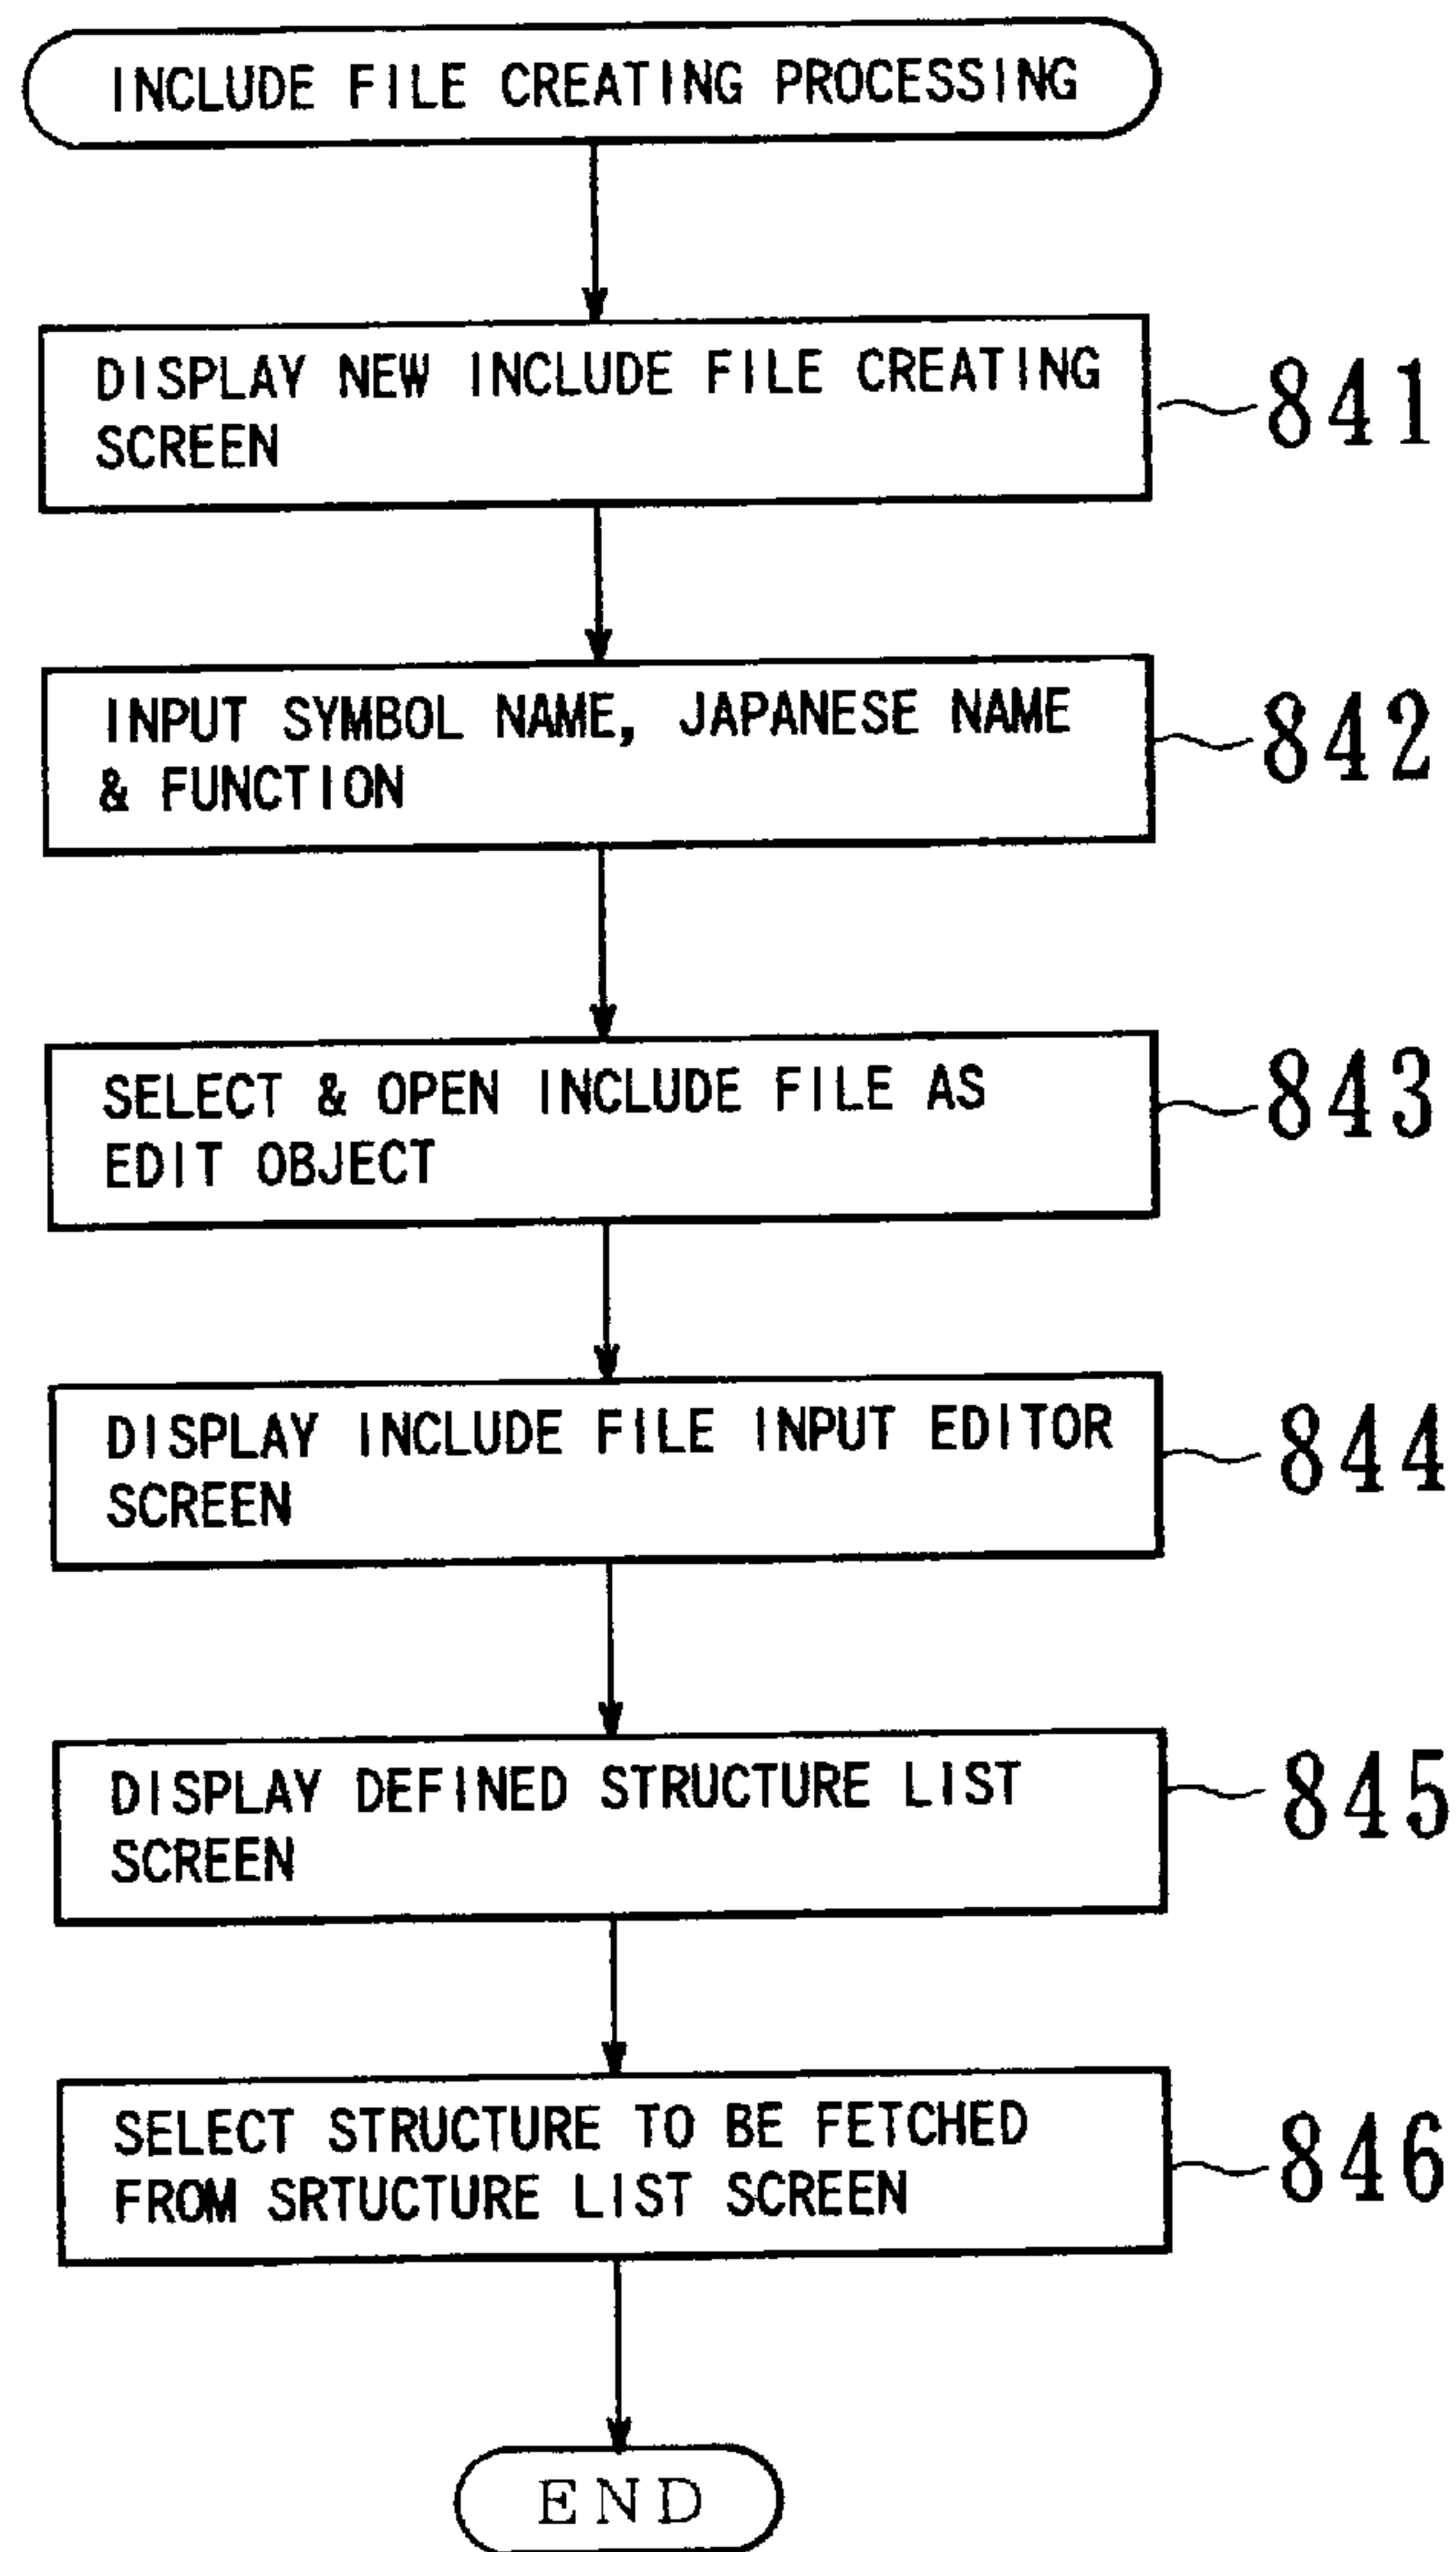 INCLUDE FILE CREATING PROCESSING
DISPLAY NEW INCLUDE FILE CREATING
SCREEN
841
INPUT SYMBOL NAME, JAPANESE NAME
& FUNCTION
842
SELECT & OPEN INCLUDE FILE AS
EDIT OBJECT
843
DISPLAY INCLUDE FILE INPUT EDITOR
SCREEN
844
DISPLAY DEFINED STRUCTURE LIST
SCREEN
845
SELECT STRUCTURE TO BE FETCHED
FROM SRTUCTURE LIST SCREEN
846
END